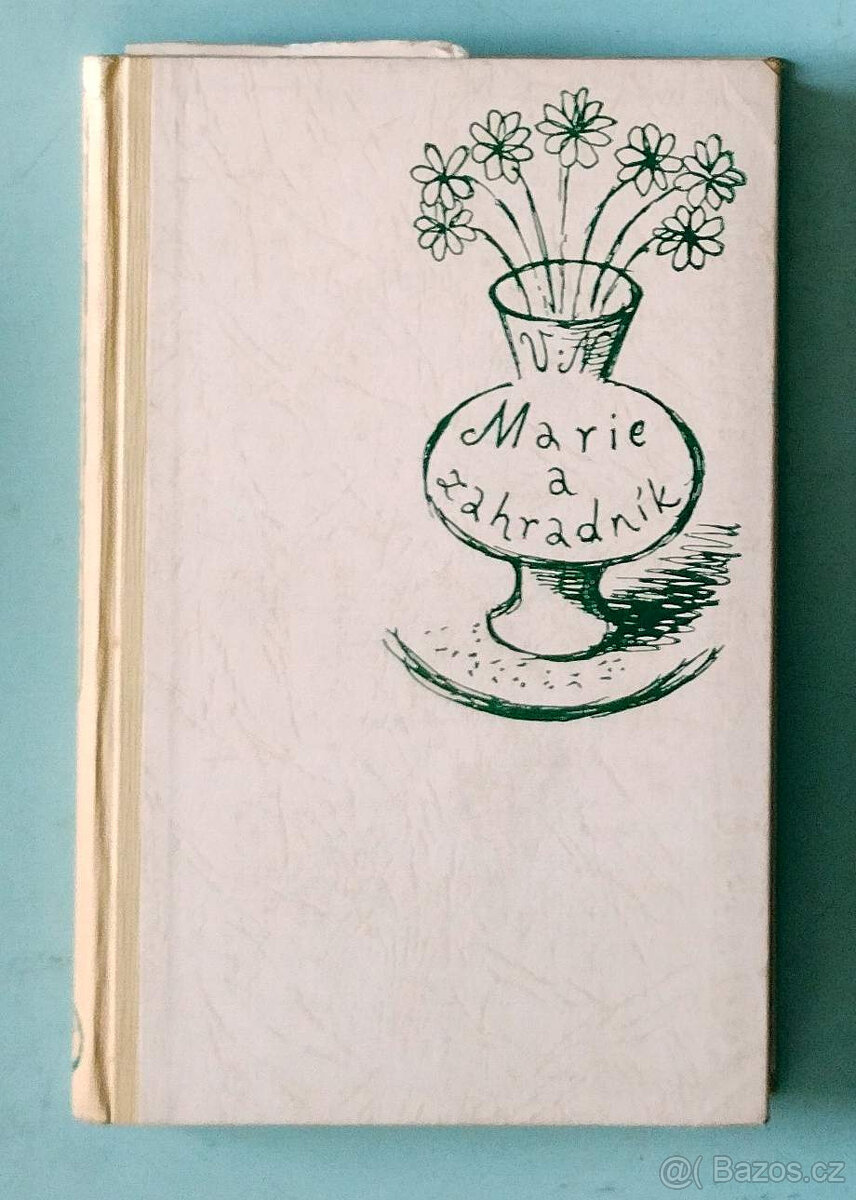 V. N
Marie
a
zahradník
@( Bazos.cz